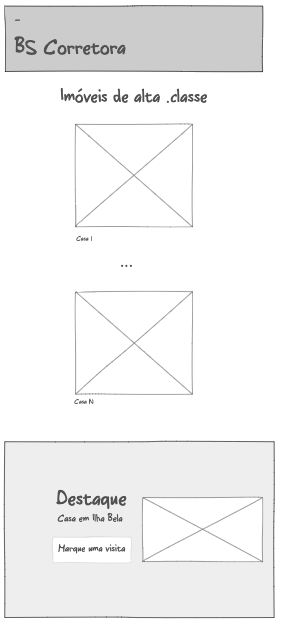 BS Corretora
Imóveis de alta .classe
Casa 1
...
Casa N
Destaque
Casa em Ilha Bela
Marque uma visita